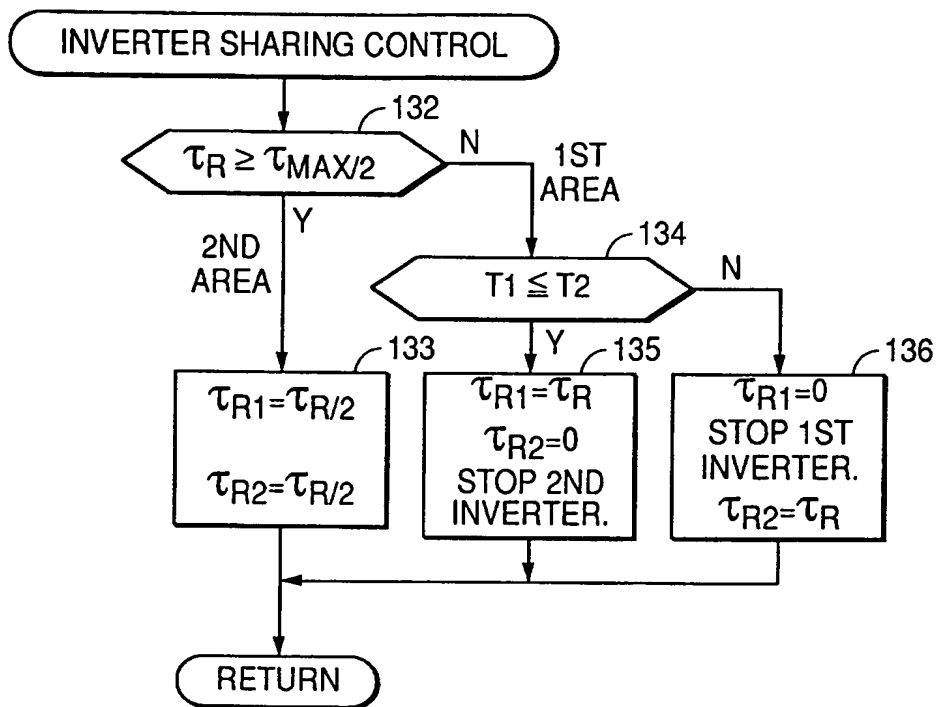 INVERTER SHARING CONTROL
132
τR ≥ τMAX/2
N
1ST
AREA
Y
2ND
AREA
134
T1 ≦ T2
N
Y
133
τR1=τR/2
τR2=τR/2
135
τR1=τR
τR2=0
STOP 2ND
INVERTER.
136
τR1=0
STOP 1ST
INVERTER.
τR2=τR
RETURN